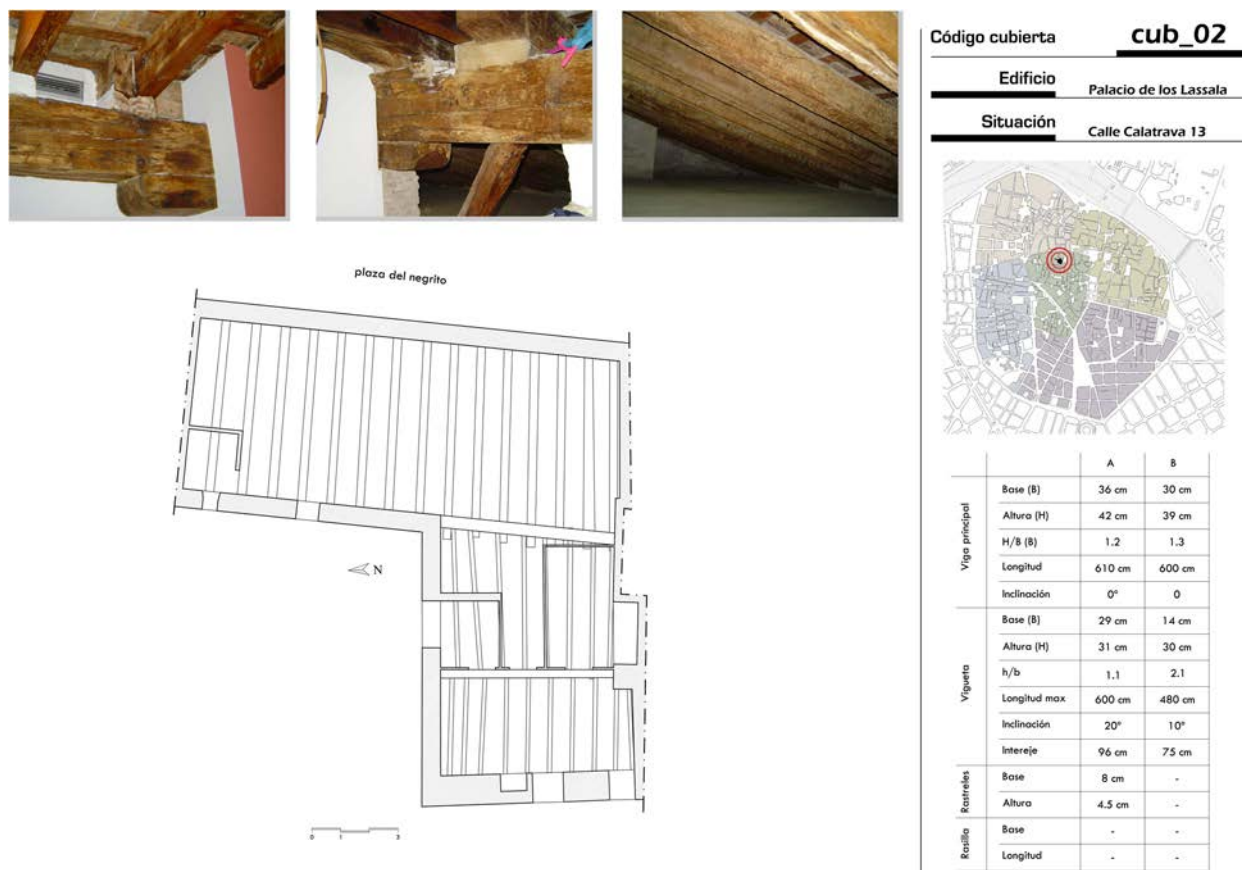 Código cubierta cub_02
Edificio Palacio de los Lassala
Situación Calle Calatrava 13
plaza del negrito
N
0 1 3
A B
Viga principal
Base (B) 36 cm 30 cm
Altura (H) 42 cm 39 cm
H/B (B) 1.2 1.3
Longitud 610 cm 600 cm
Inclinación 0° 0
Vigueta
Base (B) 29 cm 14 cm
Altura (H) 31 cm 30 cm
h/b 1.1 2.1
Longitud max 600 cm 480 cm
Inclinación 20° 10°
Intereje 96 cm 75 cm
Rastreles
Base 8 cm -
Altura 4.5 cm -
Rasilla
Base - -
Longitud - -